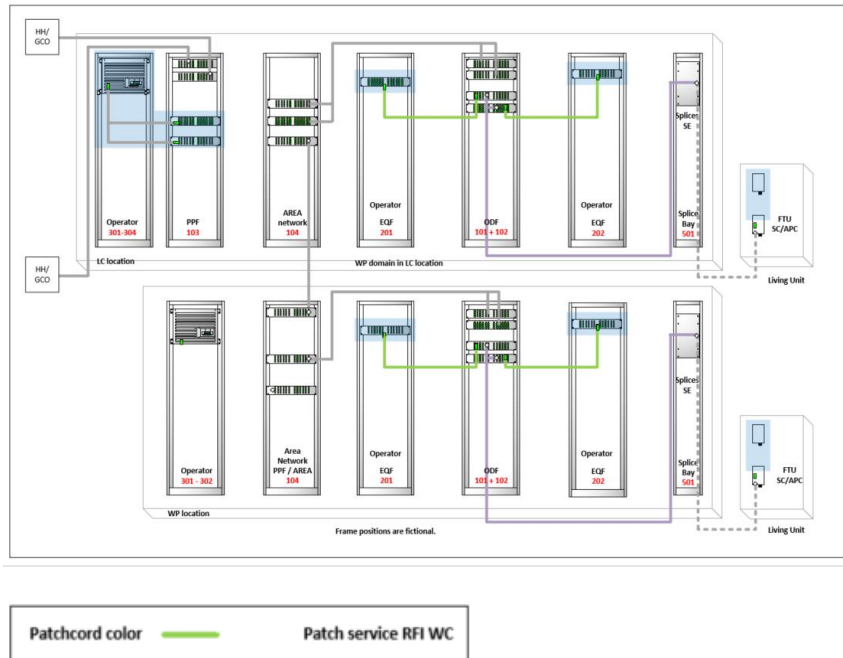 HH/
GCO
Operator
301-304
PPF
103
AREA
network
104
Operator
EQF
201
ODF
101 + 102
Operator
EQF
202
Splices
SE
Splice
Bay
501
FTU
SC/APC
Living Unit
LC location
WP domain in LC location
HH/
GCO
Operator
301 - 302
Area
Network
PPF / AREA
104
Operator
EQF
201
ODF
101 + 102
Operator
EQF
202
Splices
SE
Splice
Bay
501
FTU
SC/APC
Living Unit
WP location
Frame positions are fictional.
Patchcord color
Patch service RFI WC